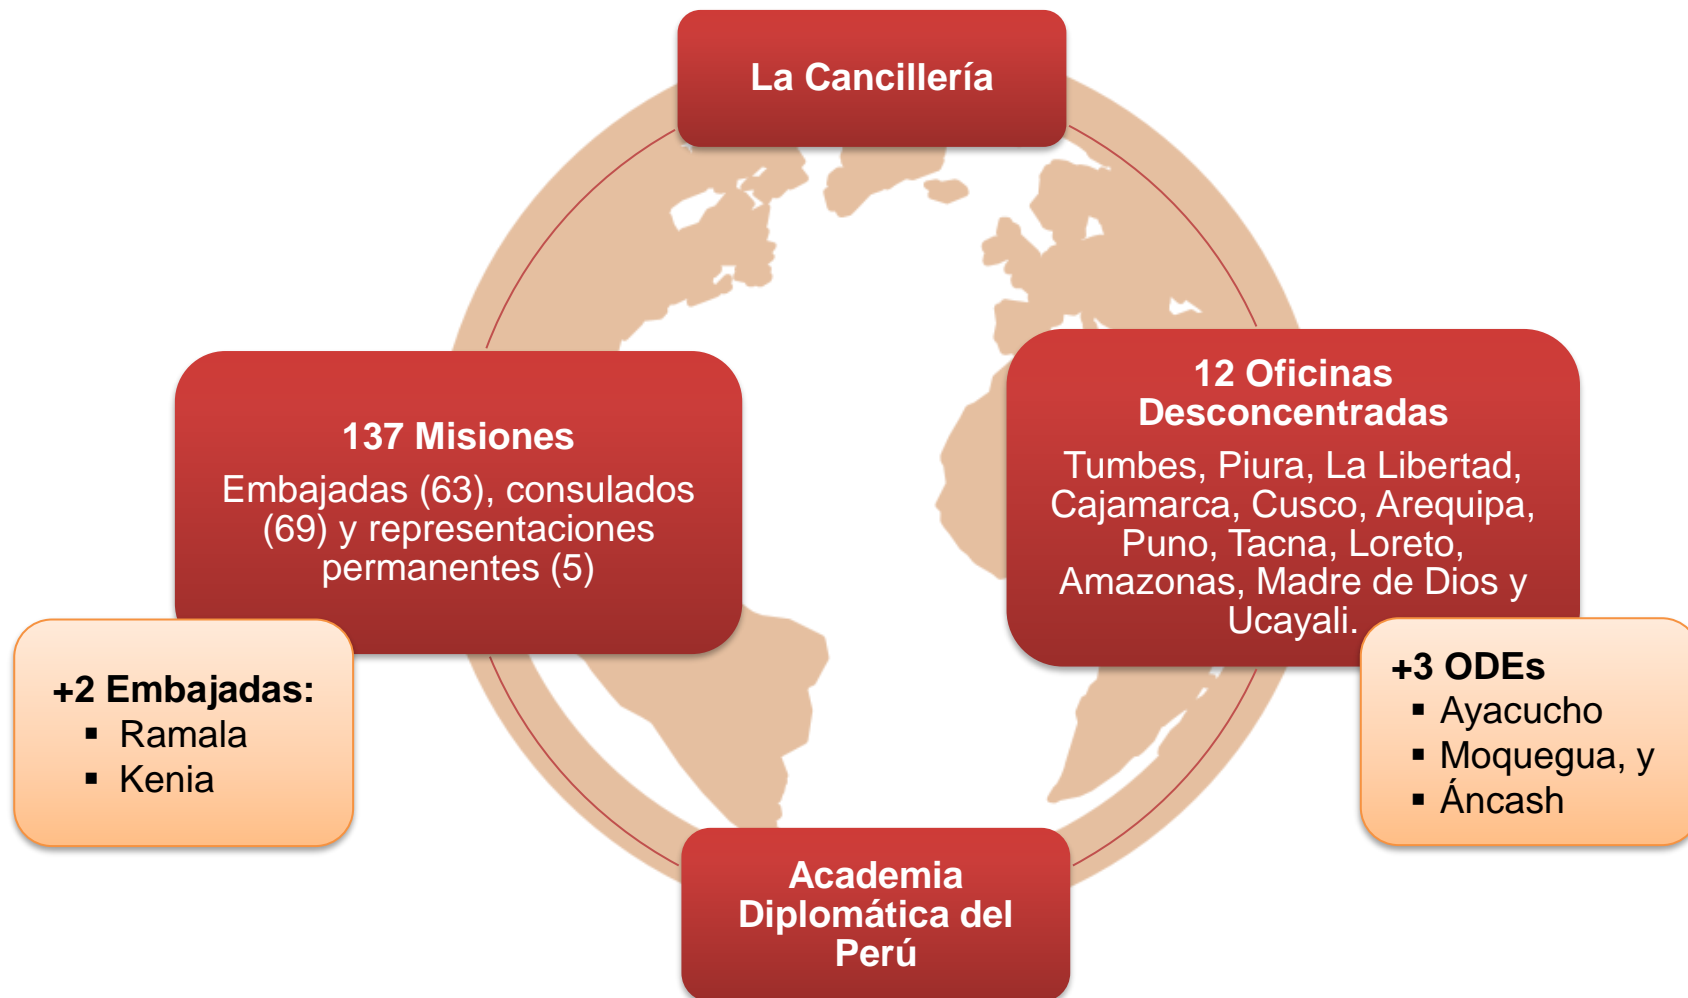 La Cancillería
137 Misiones
Embajadas (63), consulados
(69) y representaciones
permanentes (5)
+2 Embajadas:
▪ Ramala
▪ Kenia
12 Oficinas
Desconcentradas
Tumbes, Piura, La Libertad,
Cajamarca, Cusco, Arequipa,
Puno, Tacna, Loreto,
Amazonas, Madre de Dios y
Ucayali.
+3 ODEs
▪ Ayacucho
▪ Moquegua, y
▪ Áncash
Academia
Diplomática del
Perú